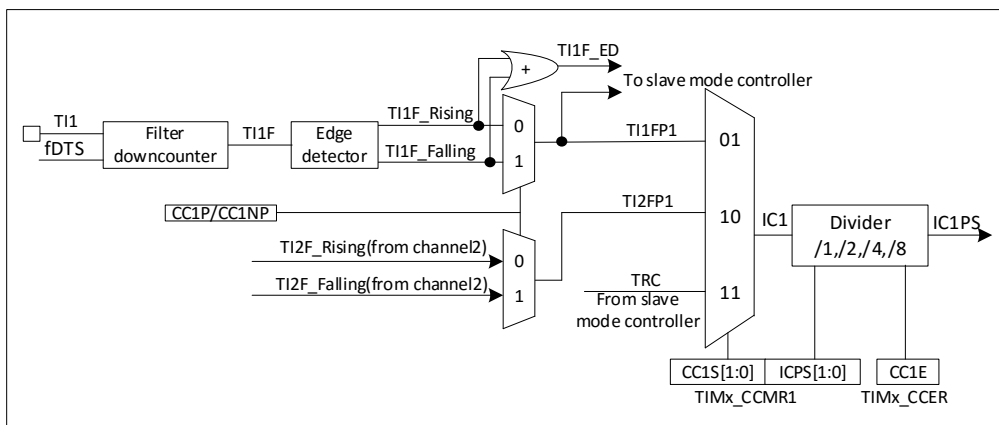 TI1F_ED
+
To slave mode controller
TI1
fDTS
Filter
downcounter
TI1F
Edge
detector
TI1F_Rising
TI1F_Falling
0
1
TI1FP1
01
CC1P/CC1NP
TI2FP1
10
IC1
Divider
/1,/2,/4,/8
IC1PS
TI2F_Rising(from channel2)
TI2F_Falling(from channel2)
0
1
TRC
From slave
mode controller
11
CC1S[1:0]
ICPS[1:0]
CC1E
TIMx_CCMR1
TIMx_CCER